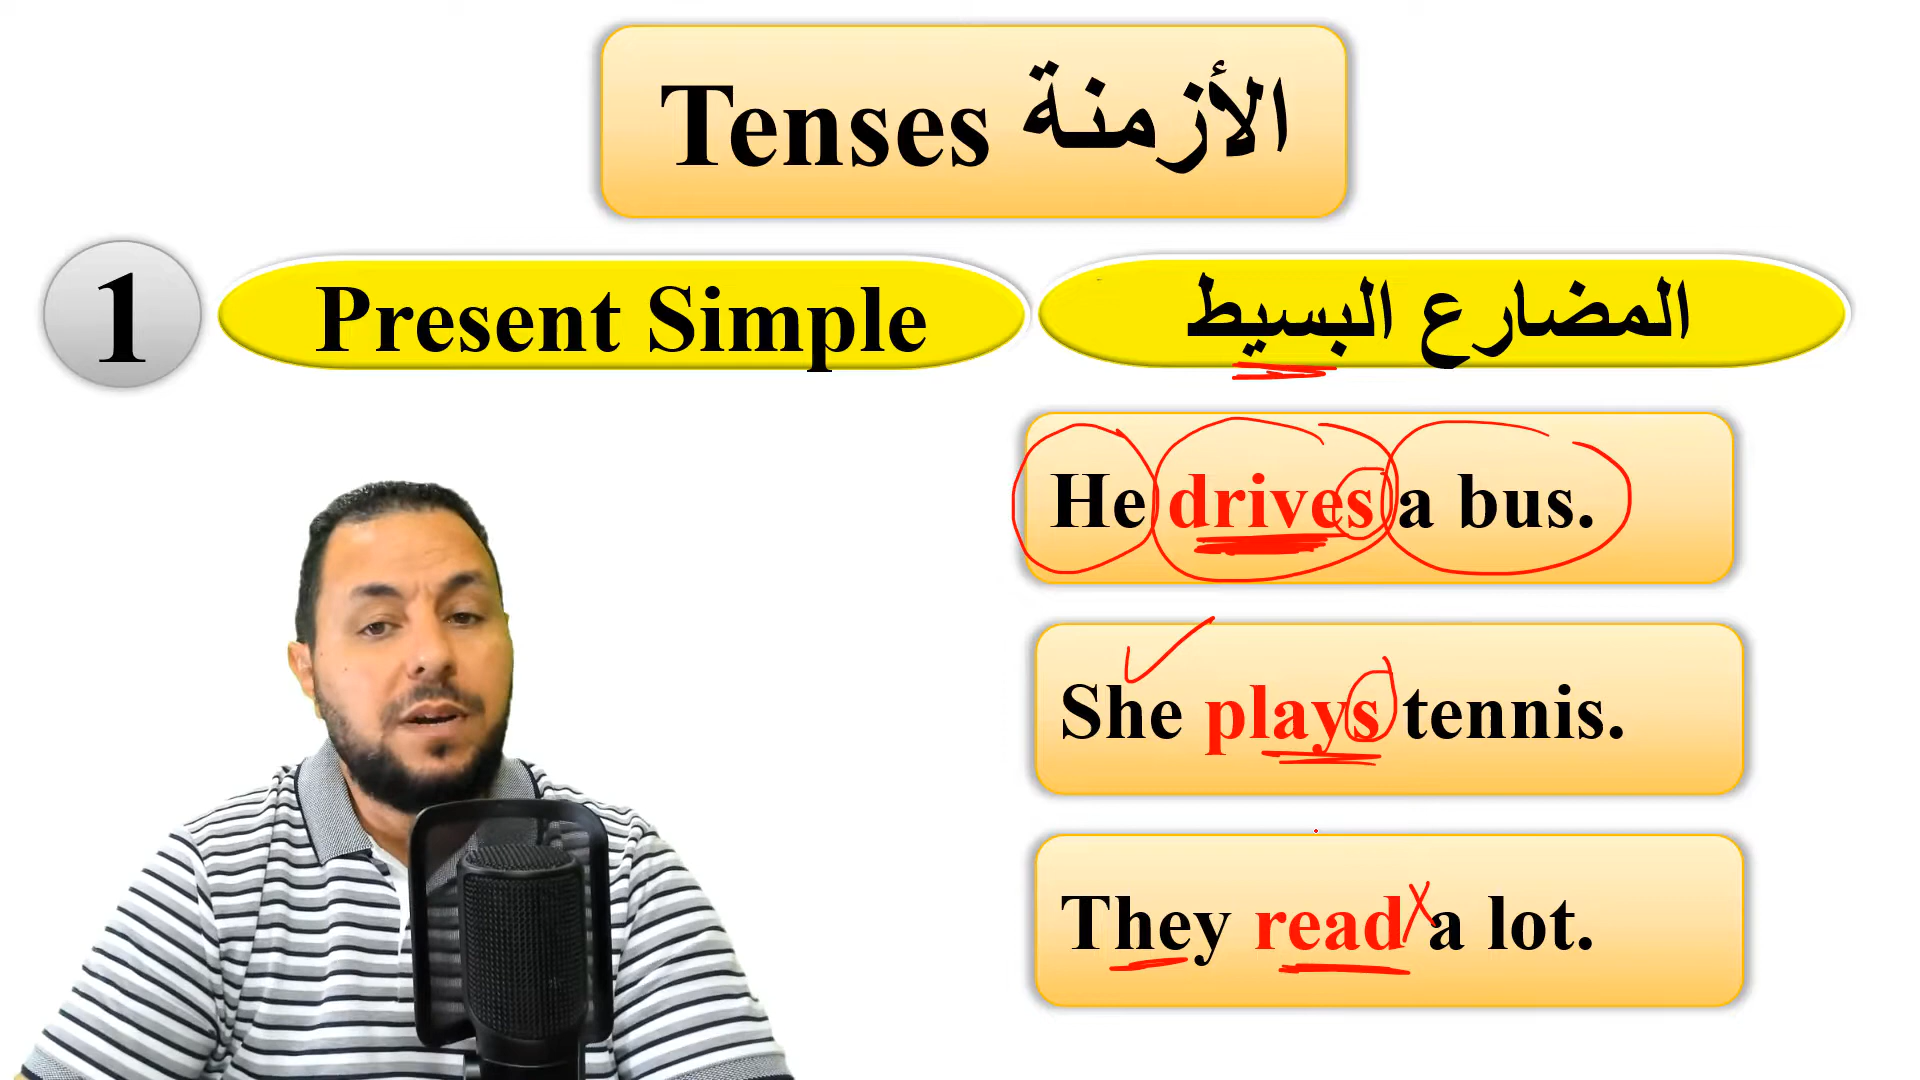 Tenses الأزمنة
1 Present Simple المضارع البسيط
He drives a bus.
She plays tennis.
They read a lot.